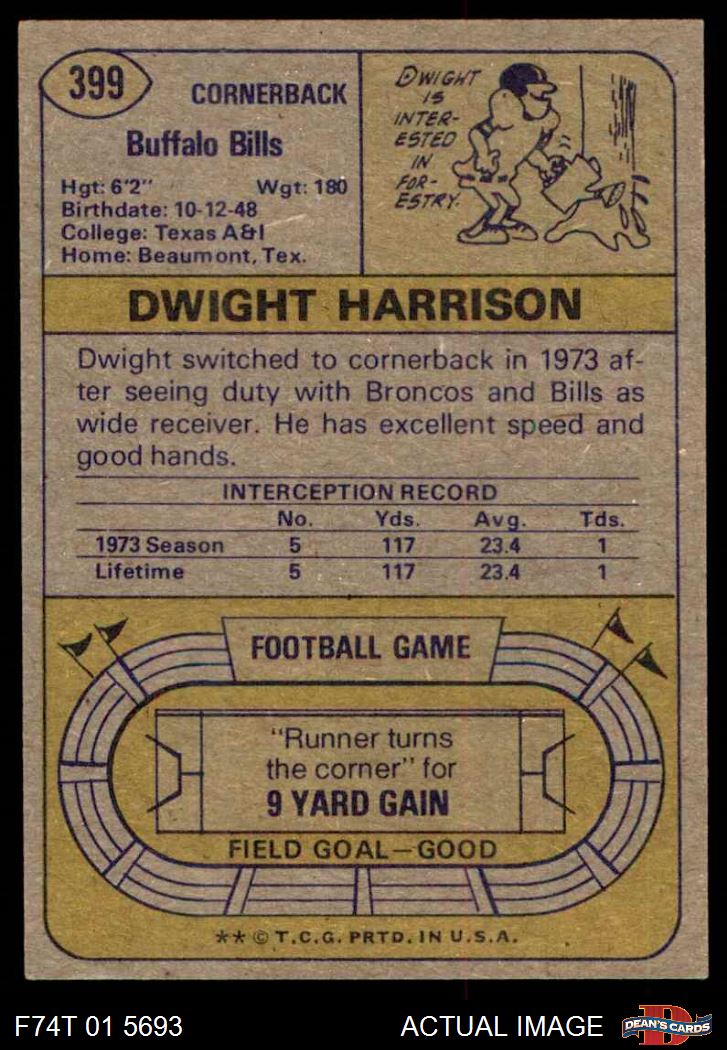 399
CORNERBACK
Buffalo Bills
Hgt: 6'2" Wgt: 180
Birthdate: 10-12-48
College: Texas A&I
Home: Beaumont, Tex.
DWIGHT
IS
INTER-
ESTED
IN
FOR-
ESTRY.
DWIGHT HARRISON
Dwight switched to cornerback in 1973 af-
ter seeing duty with Broncos and Bills as
wide receiver. He has excellent speed and
good hands.
INTERCEPTION RECORD
No. Yds. Avg. Tds.
1973 Season 5 117 23.4 1
Lifetime 5 117 23.4 1
FOOTBALL GAME
"Runner turns
the corner" for
9 YARD GAIN
FIELD GOAL—GOOD
** © T.C.G. PRTD. IN U.S.A.
F74T 01 5693 ACTUAL IMAGE
D
DEAN'S CARDS